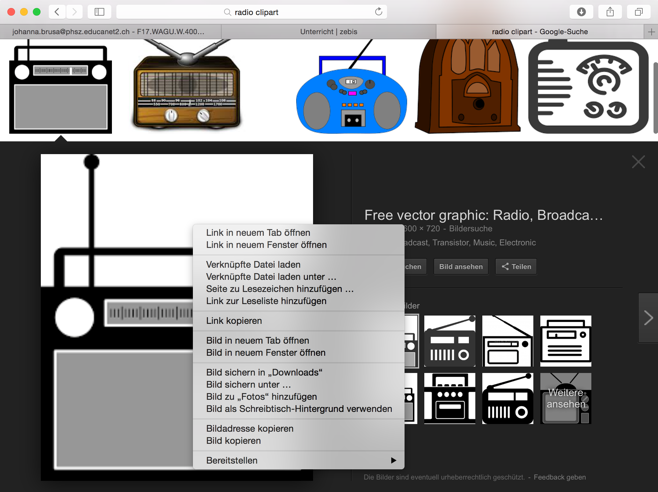 radio clipart
johanna.brusa@phsz.educanet2.ch - F17.WAGU.W.400...
Unterricht | zebis
radio clipart - Google-Suche
Free vector graphic: Radio, Broadca...
× 720 - Bildersuche
Transistor, Music, Electronic
Bild ansehen
Teilen
Weitere
ansehen
Die Bilder sind eventuell urheberrechtlich geschützt. - Feedback geben
Link in neuem Tab öffnen
Link in neuem Fenster öffnen
Verknüpfte Datei laden
Verknüpfte Datei laden unter ...
Seite zu Lesezeichen hinzufügen ...
Link zur Leseliste hinzufügen
Link kopieren
Bild in neuem Tab öffnen
Bild in neuem Fenster öffnen
Bild sichern in „Downloads“
Bild sichern unter ...
Bild zu „Fotos“ hinzufügen
Bild als Schreibtisch-Hintergrund verwenden
Bildadresse kopieren
Bild kopieren
Bereitstellen